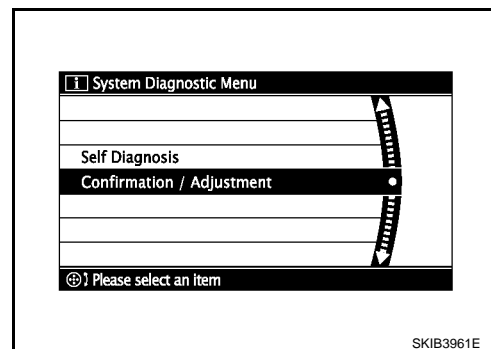 i System Diagnostic Menu
Self Diagnosis
Confirmation / Adjustment
Please select an item
SKIB3961E